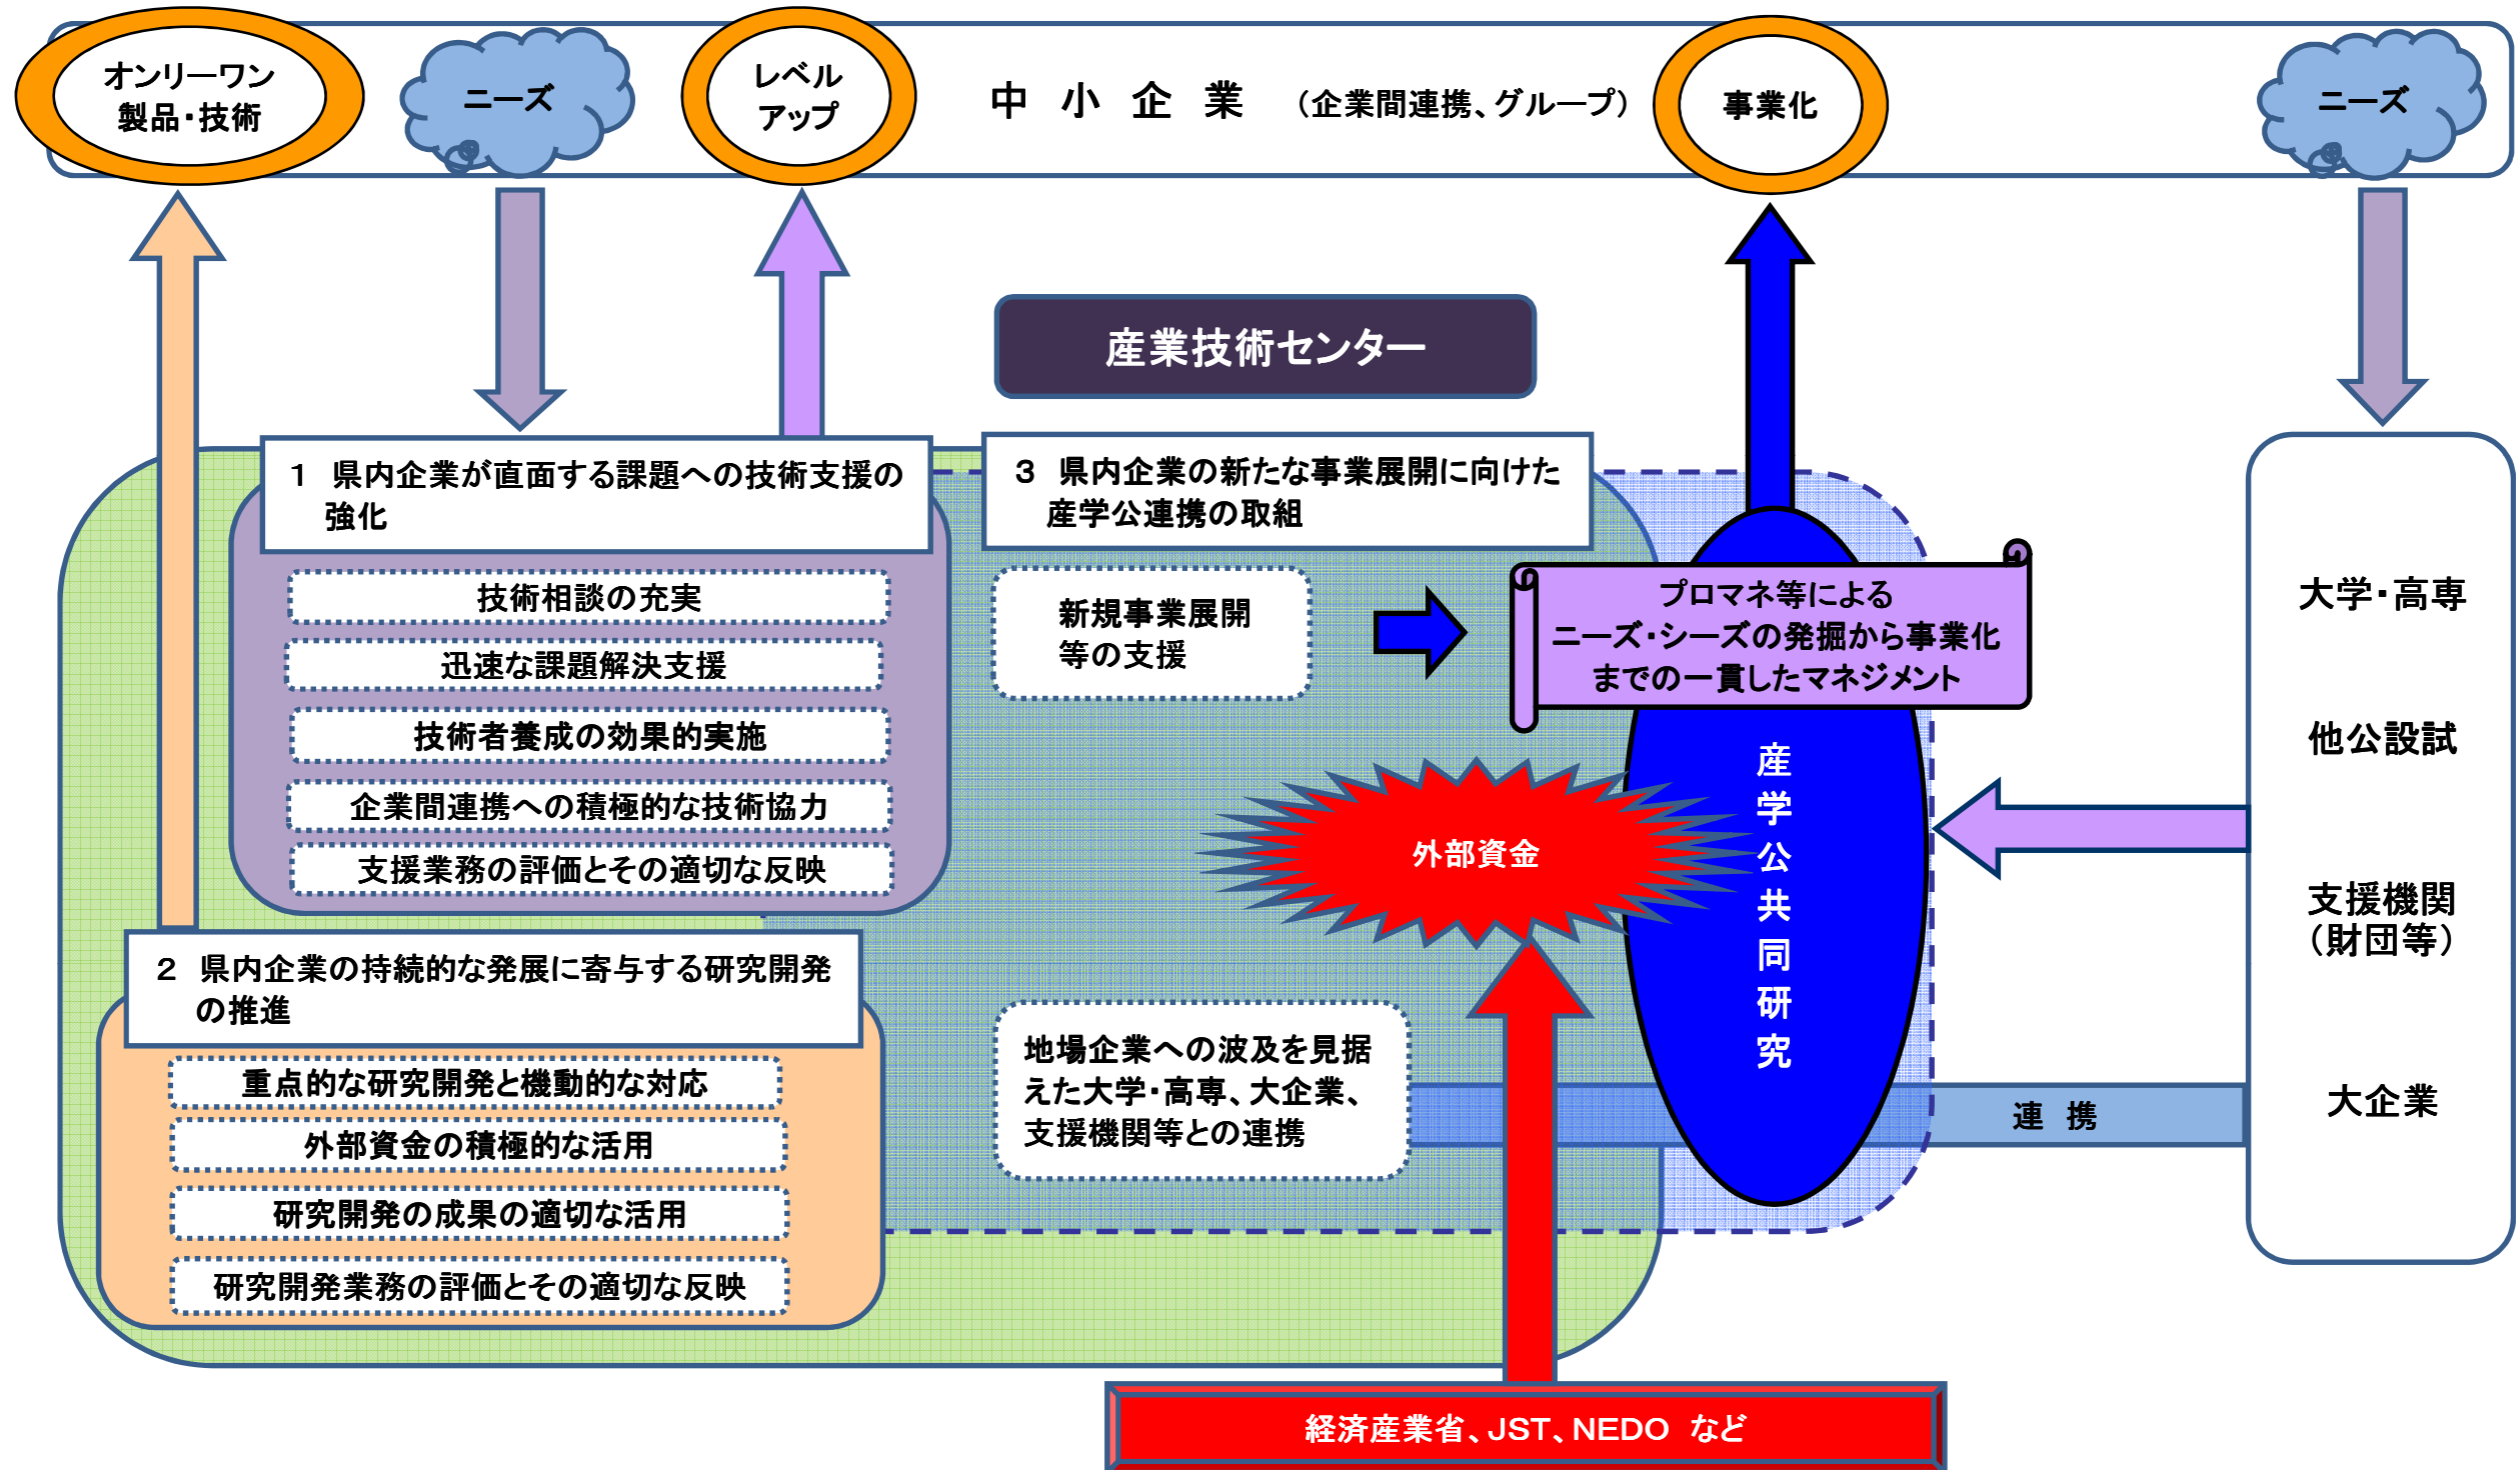 オンリーワン
製品・技術
ニーズ
レベル
アップ
中 小 企 業 （企業間連携、グループ）
事業化
ニーズ
産業技術センター
１ 県内企業が直面する課題への技術支援の
強化
技術相談の充実
迅速な課題解決支援
技術者養成の効果的実施
企業間連携への積極的な技術協力
支援業務の評価とその適切な反映
２ 県内企業の持続的な発展に寄与する研究開発
の推進
重点的な研究開発と機動的な対応
外部資金の積極的な活用
研究開発の成果の適切な活用
研究開発業務の評価とその適切な反映
３ 県内企業の新たな事業展開に向けた
産学公連携の取組
新規事業展開
等の支援
プロマネ等による
ニーズ・シーズの発掘から事業化
までの一貫したマネジメント
産学公共同研究
外部資金
地場企業への波及を見据
えた大学・高専、大企業、
支援機関等との連携
連 携
大学・高専
他公設試
支援機関
（財団等）
大企業
経済産業省、JST、NEDO など